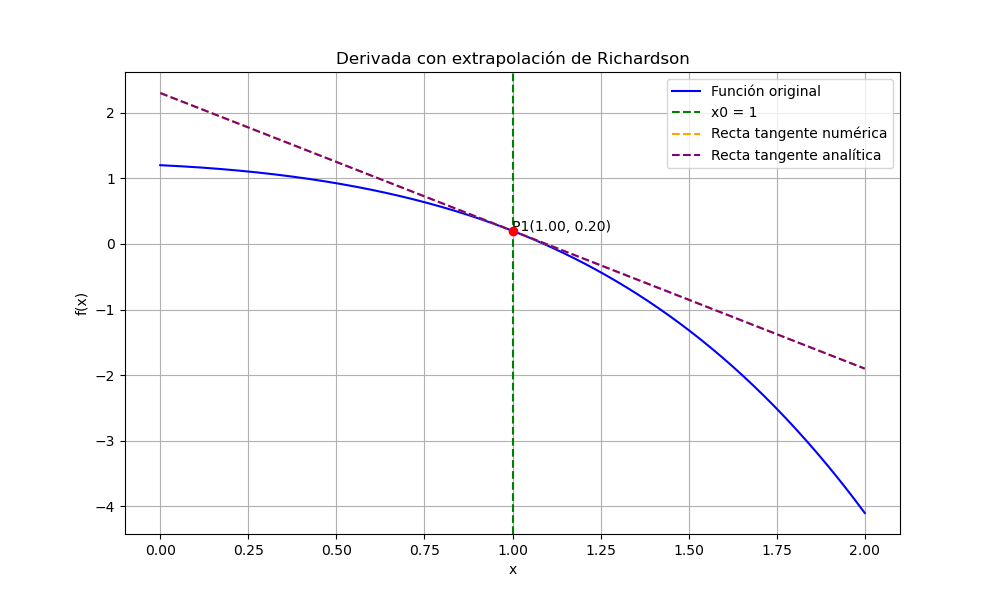 Derivada con extrapolación de Richardson
Función original
x0 = 1
Recta tangente numérica
Recta tangente analítica
P1(1.00, 0.20)
f(x)
2
1
0
−1
−2
−3
−4
0.00 0.25 0.50 0.75 1.00 1.25 1.50 1.75 2.00
x